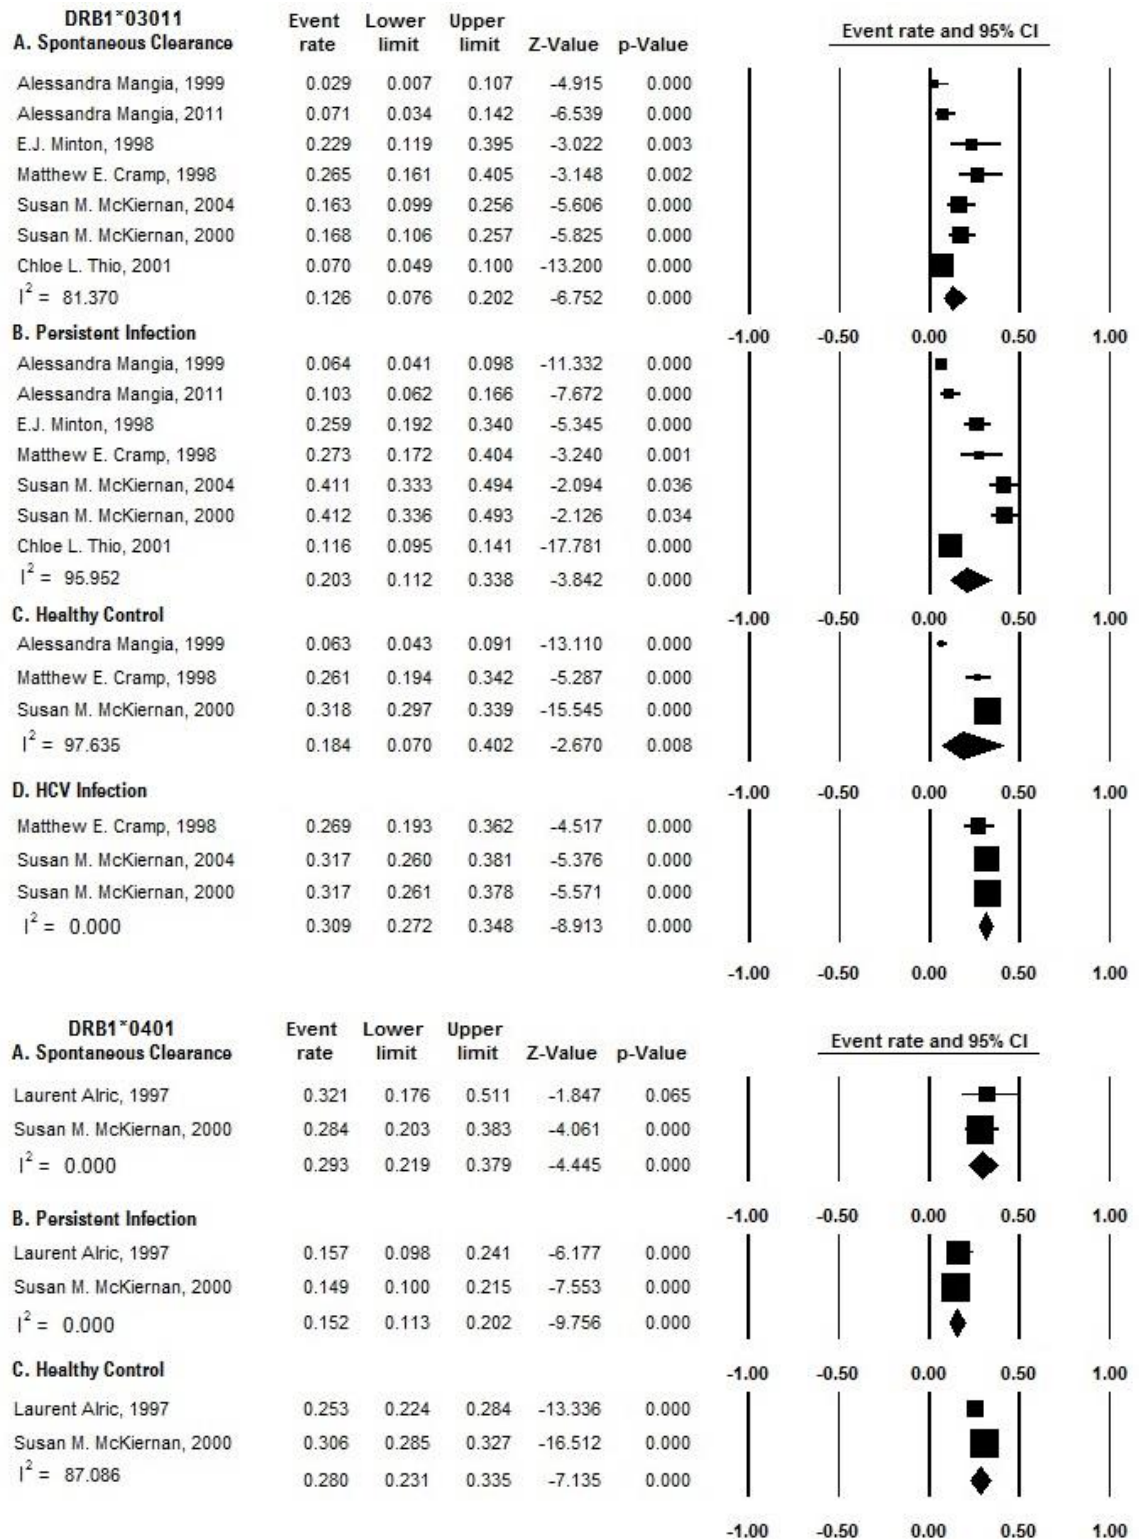 DRB1*03011
A. Spontaneous Clearance Event rate Lower limit Upper limit Z-Value p-Value Event rate and 95% CI
Alessandra Mangia, 1999 0.029 0.007 0.107 -4.915 0.000
Alessandra Mangia, 2011 0.071 0.034 0.142 -6.539 0.000
E.J. Minton, 1998 0.229 0.119 0.395 -3.022 0.003
Matthew E. Cramp, 1998 0.265 0.161 0.405 -3.148 0.002
Susan M. McKiernan, 2004 0.163 0.099 0.256 -5.606 0.000
Susan M. McKiernan, 2000 0.168 0.106 0.257 -5.825 0.000
Chloe L. Thio, 2001 0.070 0.049 0.100 -13.200 0.000
I² = 81.370 0.126 0.076 0.202 -6.752 0.000
B. Persistent Infection -1.00 -0.50 0.00 0.50 1.00
Alessandra Mangia, 1999 0.064 0.041 0.098 -11.332 0.000
Alessandra Mangia, 2011 0.103 0.062 0.166 -7.672 0.000
E.J. Minton, 1998 0.259 0.192 0.340 -5.345 0.000
Matthew E. Cramp, 1998 0.273 0.172 0.404 -3.240 0.001
Susan M. McKiernan, 2004 0.411 0.333 0.494 -2.094 0.036
Susan M. McKiernan, 2000 0.412 0.336 0.493 -2.126 0.034
Chloe L. Thio, 2001 0.116 0.095 0.141 -17.781 0.000
I² = 95.952 0.203 0.112 0.338 -3.842 0.000
C. Healthy Control -1.00 -0.50 0.00 0.50 1.00
Alessandra Mangia, 1999 0.063 0.043 0.091 -13.110 0.000
Matthew E. Cramp, 1998 0.261 0.194 0.342 -5.287 0.000
Susan M. McKiernan, 2000 0.318 0.297 0.339 -15.545 0.000
I² = 97.635 0.184 0.070 0.402 -2.670 0.008
D. HCV Infection -1.00 -0.50 0.00 0.50 1.00
Matthew E. Cramp, 1998 0.269 0.193 0.362 -4.517 0.000
Susan M. McKiernan, 2004 0.317 0.260 0.381 -5.376 0.000
Susan M. McKiernan, 2000 0.317 0.261 0.378 -5.571 0.000
I² = 0.000 0.309 0.272 0.348 -8.913 0.000
-1.00 -0.50 0.00 0.50 1.00
DRB1*0401
A. Spontaneous Clearance Event rate Lower limit Upper limit Z-Value p-Value Event rate and 95% CI
Laurent Alric, 1997 0.321 0.176 0.511 -1.847 0.065
Susan M. McKiernan, 2000 0.284 0.203 0.383 -4.061 0.000
I² = 0.000 0.293 0.219 0.379 -4.445 0.000
B. Persistent Infection -1.00 -0.50 0.00 0.50 1.00
Laurent Alric, 1997 0.157 0.098 0.241 -6.177 0.000
Susan M. McKiernan, 2000 0.149 0.100 0.215 -7.553 0.000
I² = 0.000 0.152 0.113 0.202 -9.756 0.000
C. Healthy Control -1.00 -0.50 0.00 0.50 1.00
Laurent Alric, 1997 0.253 0.224 0.284 -13.336 0.000
Susan M. McKiernan, 2000 0.306 0.285 0.327 -16.512 0.000
I² = 87.086 0.280 0.231 0.335 -7.135 0.000
-1.00 -0.50 0.00 0.50 1.00